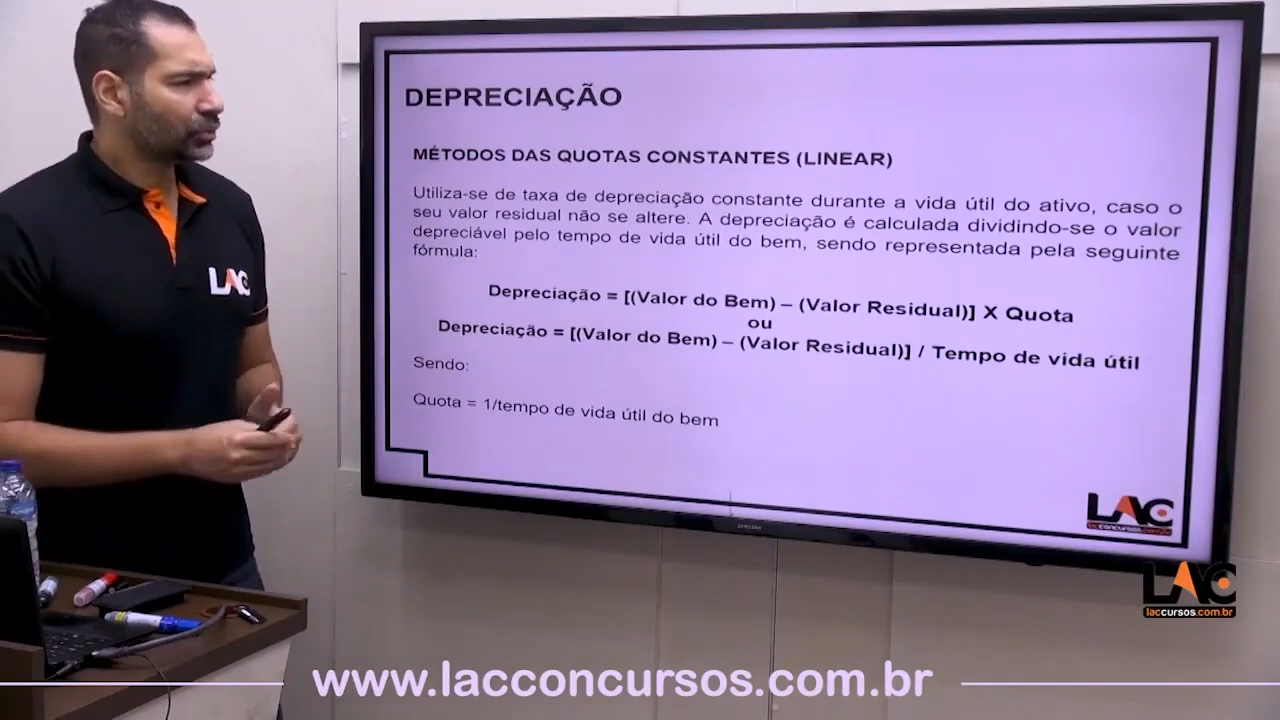 DEPRECIAÇÃO
MÉTODOS DAS QUOTAS CONSTANTES (LINEAR)
Utiliza-se de taxa de depreciação constante durante a vida útil do ativo, caso o
seu valor residual não se altere. A depreciação é calculada dividindo-se o valor
depreciável pelo tempo de vida útil do bem, sendo representada pela seguinte
fórmula:
Depreciação = [(Valor do Bem) – (Valor Residual)] X Quota
ou
Depreciação = [(Valor do Bem) – (Valor Residual)] / Tempo de vida útil
Sendo:
Quota = 1/tempo de vida útil do bem
LAC
LAC
lacconcursos.com.br
SAMSUNG
LAC
laccursos.com.br
www.lacconcursos.com.br